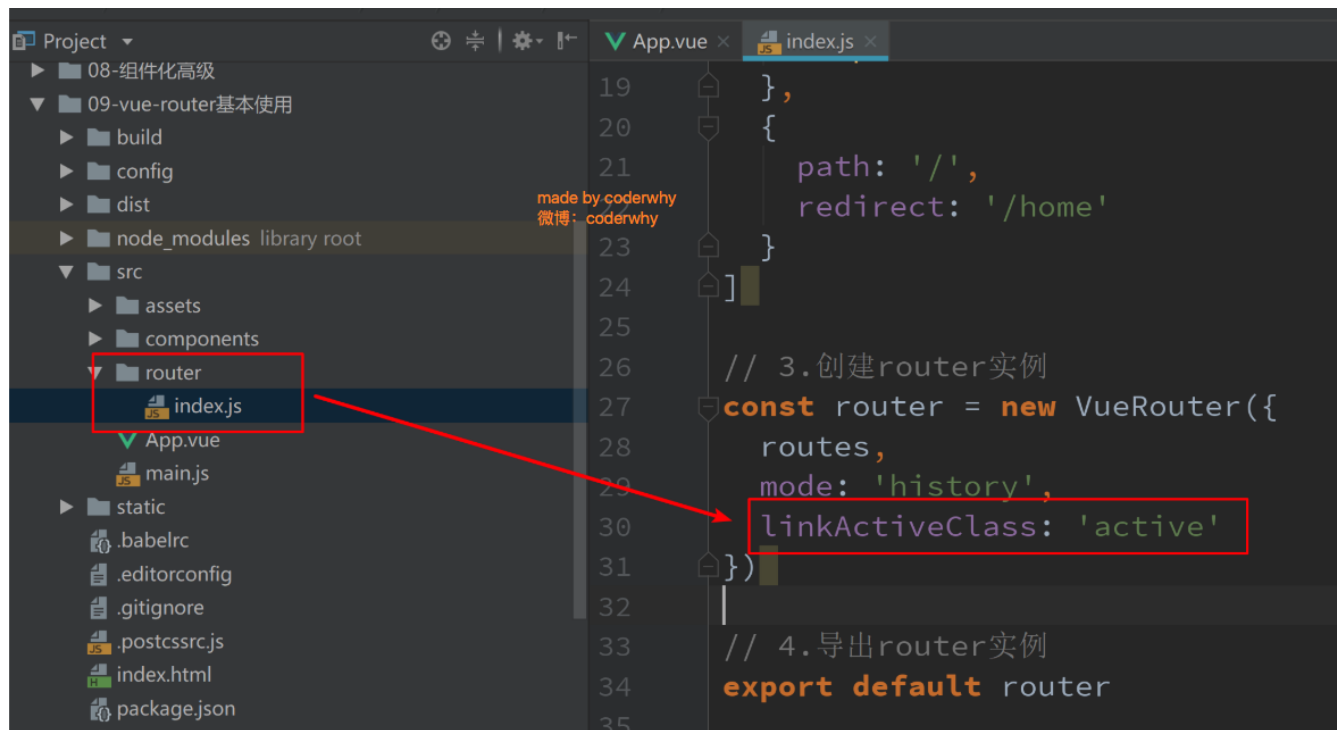 Project
08-组件化高级
09-vue-router基本使用
build
config
dist
node_modules library root
src
assets
components
router
index.js
App.vue
main.js
static
.babelrc
.editorconfig
.gitignore
.postcssrc.js
index.html
package.json
made by coderwhy
微博：coderwhy
App.vue
index.js
19 },
20 {
21 path: '/',
22 redirect: '/home'
23 }
24 ]
25
26 // 3.创建router实例
27 const router = new VueRouter({
28 routes,
29 mode: 'history',
30 linkActiveClass: 'active'
31 })
32
33 // 4.导出router实例
34 export default router
35